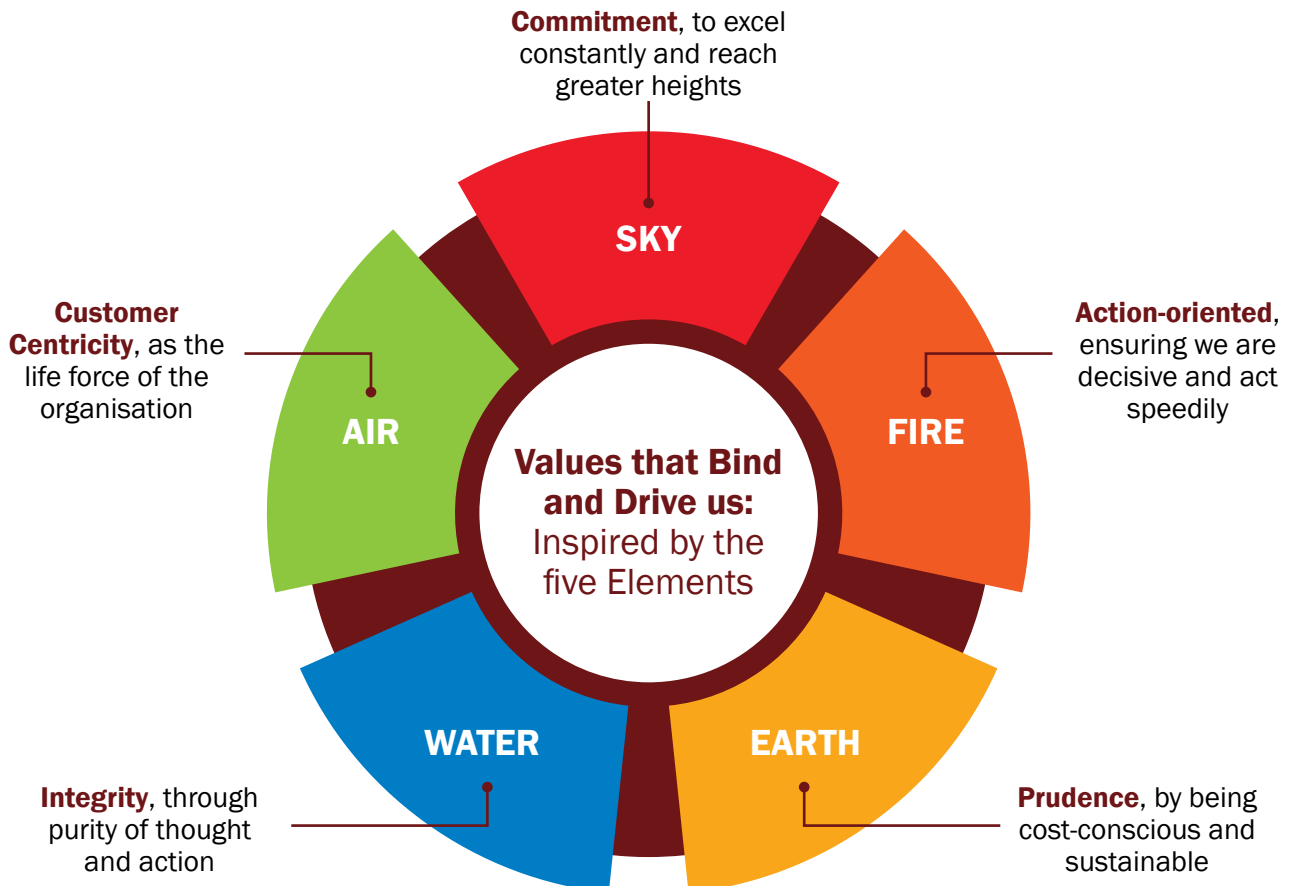 Commitment, to excel
constantly and reach
greater heights
SKY
Customer
Centricity, as the
life force of the
organisation
AIR
Action-oriented,
ensuring we are
decisive and act
speedily
FIRE
Values that Bind
and Drive us:
Inspired by the
five Elements
WATER
Integrity, through
purity of thought
and action
EARTH
Prudence, by being
cost-conscious and
sustainable